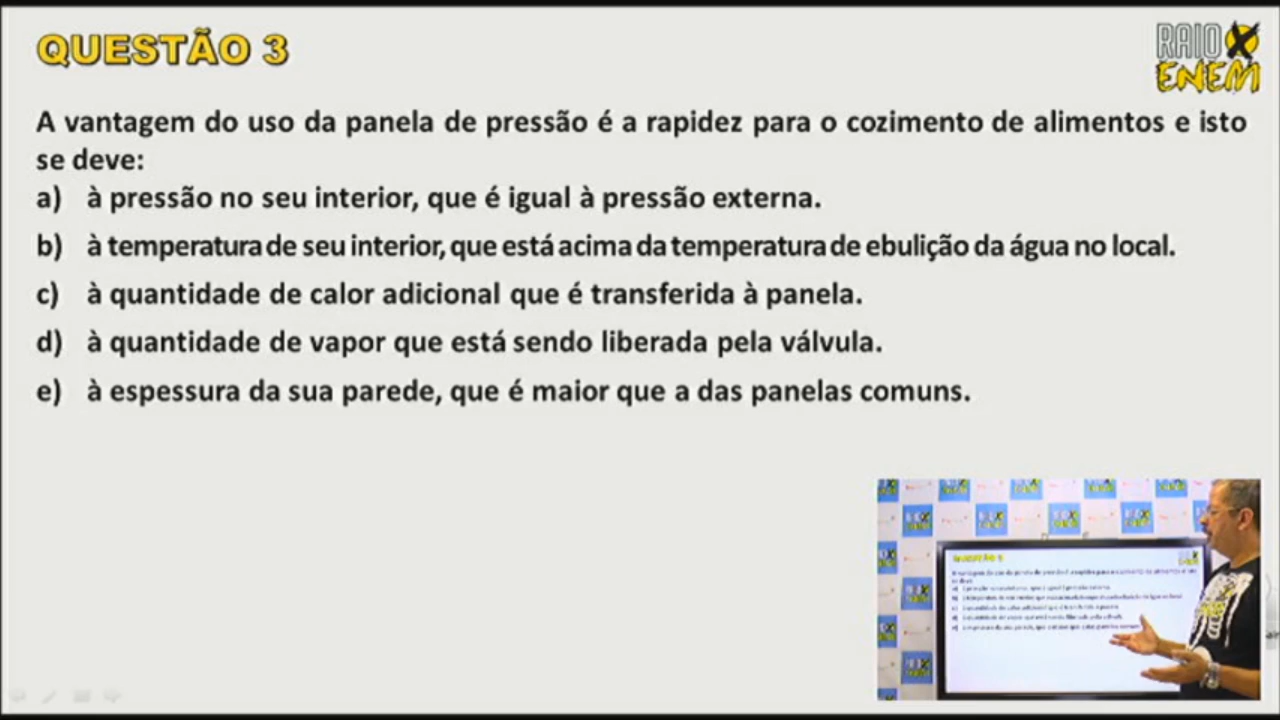 QUESTÃO 3
RAIO X
ENEM
A vantagem do uso da panela de pressão é a rapidez para o cozimento de alimentos e isto
se deve:
a) à pressão no seu interior, que é igual à pressão externa.
b) à temperatura de seu interior, que está acima da temperatura de ebulição da água no local.
c) à quantidade de calor adicional que é transferida à panela.
d) à quantidade de vapor que está sendo liberada pela válvula.
e) à espessura da sua parede, que é maior que a das panelas comuns.